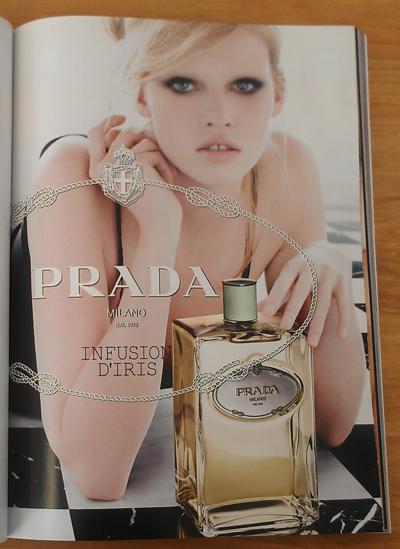 PRADA
MILANO
DAL 1913
INFUSION
D'IRIS
PRADA
MILANO